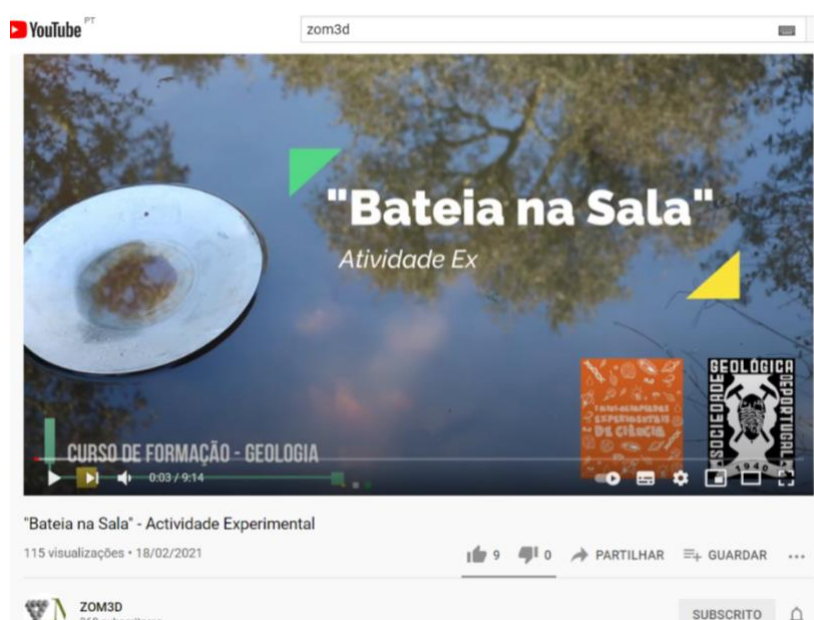 YouTube PT
zom3d
"Bateia na Sala"
Atividade Ex
I MINI-OLIMPÍADAS
EXPERIMENTAIS
DE CIÊNCIA
SOCIEDADE
GEOLÓGICA
DE PORTUGAL
1940
CURSO DE FORMAÇÃO - GEOLOGIA
0:03 / 9:14
"Bateia na Sala" - Actividade Experimental
115 visualizações • 18/02/2021
9
0
PARTILHAR
GUARDAR
ZOM3D
SUBSCRITO